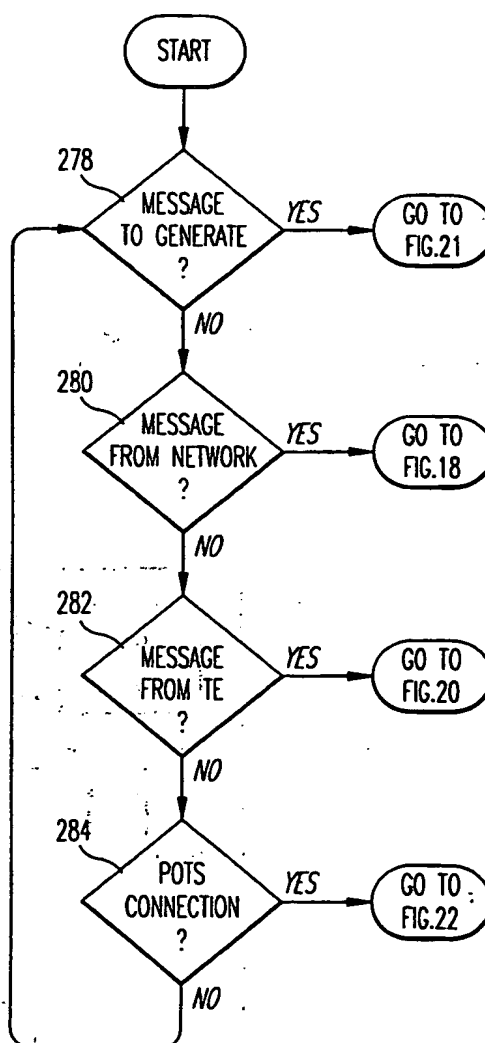 START
278
MESSAGE
TO GENERATE
?
YES
GO TO
FIG.21
NO
280
MESSAGE
FROM NETWORK
?
YES
GO TO
FIG.18
NO
282
MESSAGE
FROM TE
?
YES
GO TO
FIG.20
NO
284
POTS
CONNECTION
?
YES
GO TO
FIG.22
NO